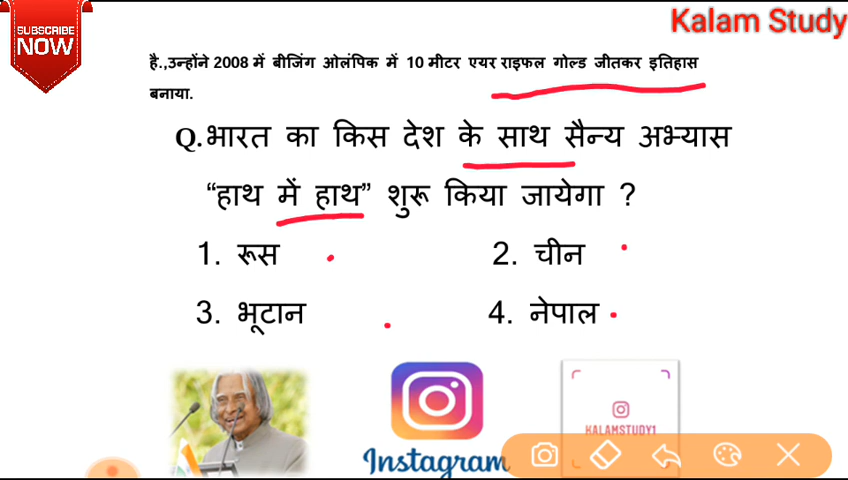 SUBSCRIBE
NOW
Kalam Study
है.,उन्होंने 2008 में बीजिंग ओलंपिक में 10 मीटर एयर राइफल गोल्ड जीतकर इतिहास
बनाया.
Q.भारत का किस देश के साथ सैन्य अभ्यास
“हाथ में हाथ” शुरू किया जायेगा ?
1. रूस 2. चीन
3. भूटान 4. नेपाल
KALAMSTUDY1
Instagram